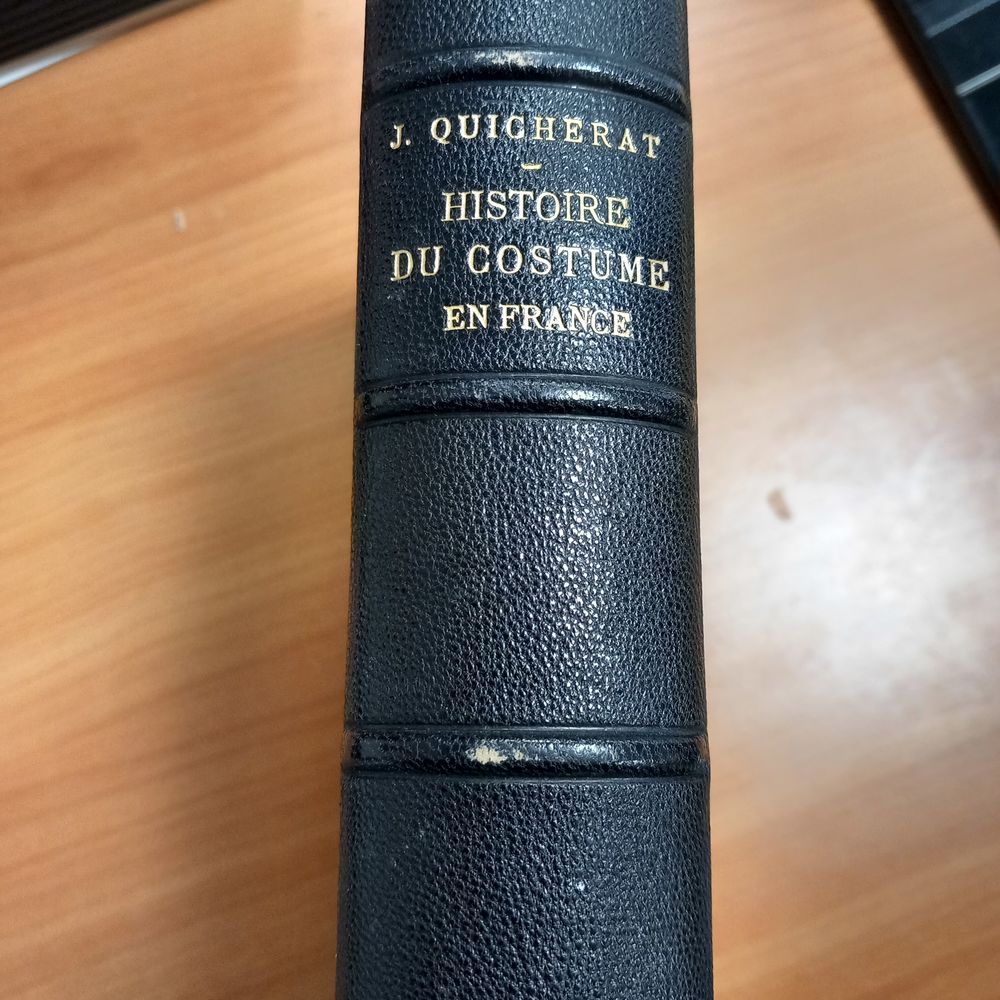 J. QUICHERAT
HISTOIRE
DU COSTUME
EN FRANCE